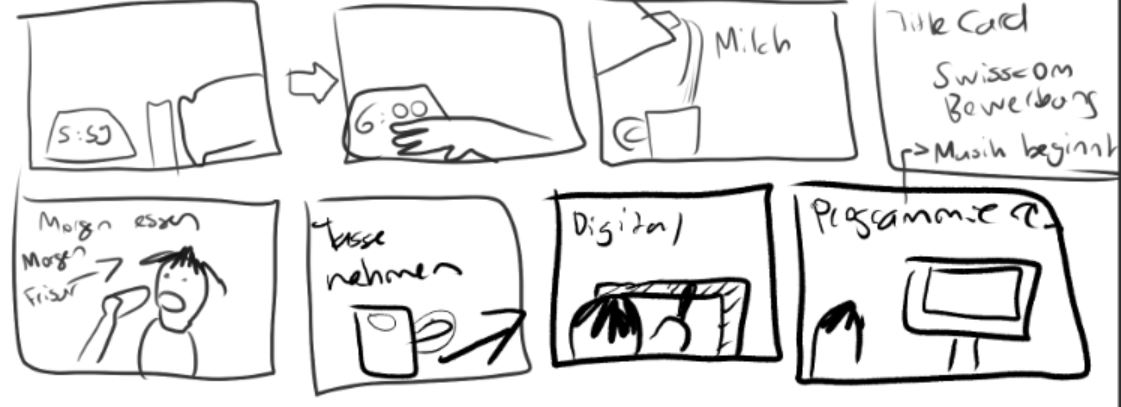 5:59
6:00
Milch
Title Card
Swisscom
Bewerbung
-> Musik beginnt
Morgen essen
Morgen
Frisur
Tasse
nehmen
Digital
Programmier